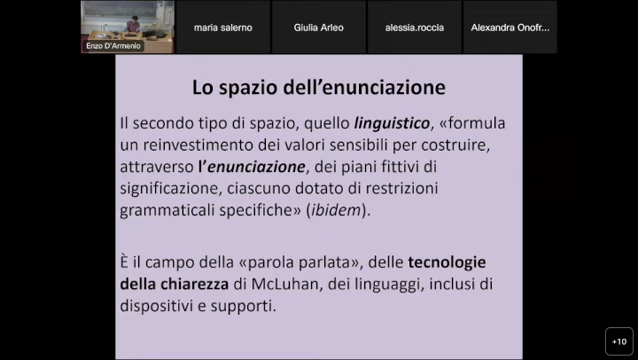 Enzo D'Armenio
maria salerno
Giulia Arleo
alessia.roccia
Alexandra Onofr...
Lo spazio dell'enunciazione
Il secondo tipo di spazio, quello linguistico, «formula
un reinvestimento dei valori sensibili per costruire,
attraverso l'enunciazione, dei piani fittivi di
significazione, ciascuno dotato di restrizioni
grammaticali specifiche» (ibidem).
È il campo della «parola parlata», delle tecnologie
della chiarezza di McLuhan, dei linguaggi, inclusi di
dispositivi e supporti.
+10